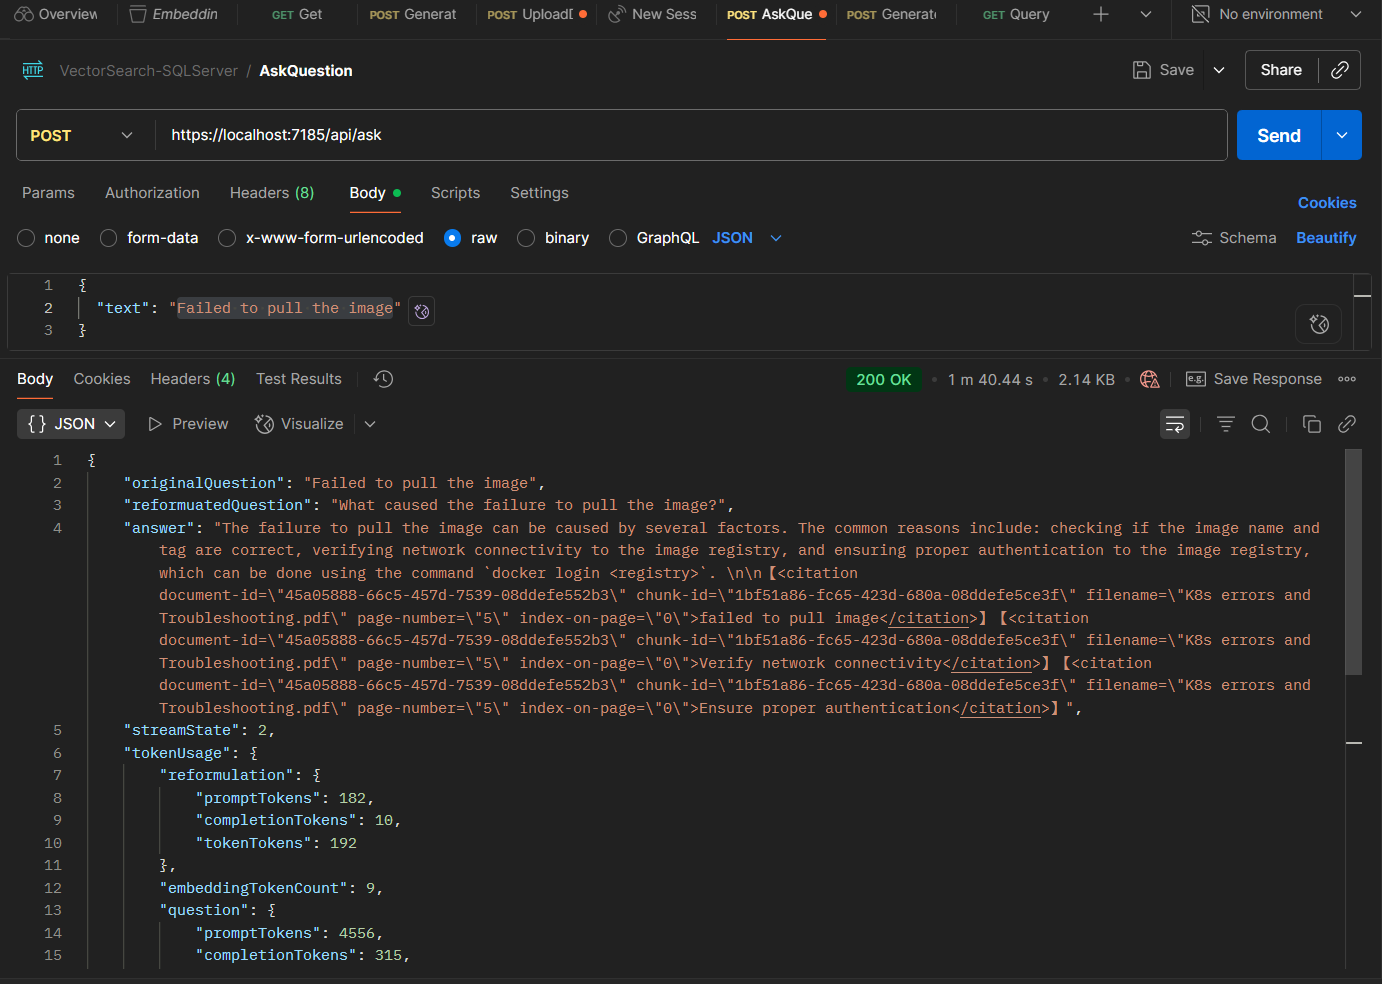 Overview
Embeddin
GET Get
POST Generat
POST UploadD
New Sess
POST AskQue
POST Generat
GET Query
No environment
HTTP VectorSearch-SQLServer / AskQuestion
Save
Share
POST
https://localhost:7185/api/ask
Send
Params
Authorization
Headers (8)
Body
Scripts
Settings
Cookies
none
form-data
x-www-form-urlencoded
raw
binary
GraphQL
JSON
Schema
Beautify
1 {
2 "text": "Failed to pull the image"
3 }
Body
Cookies
Headers (4)
Test Results
200 OK
1 m 40.44 s
2.14 KB
e.g. Save Response
{} JSON
Preview
Visualize
1 {
2 "originalQuestion": "Failed to pull the image",
3 "reformuatedQuestion": "What caused the failure to pull the image?",
4 "answer": "The failure to pull the image can be caused by several factors. The common reasons include: checking if the image name and
tag are correct, verifying network connectivity to the image registry, and ensuring proper authentication to the image registry,
which can be done using the command `docker login <registry>`. \n\n【<citation
document-id=\"45a05888-66c5-457d-7539-08ddefe552b3\" chunk-id=\"1bf51a86-fc65-423d-680a-08ddefe5ce3f\" filename=\"K8s errors and
Troubleshooting.pdf\" page-number=\"5\" index-on-page=\"0\">failed to pull image</citation>】【<citation
document-id=\"45a05888-66c5-457d-7539-08ddefe552b3\" chunk-id=\"1bf51a86-fc65-423d-680a-08ddefe5ce3f\" filename=\"K8s errors and
Troubleshooting.pdf\" page-number=\"5\" index-on-page=\"0\">Verify network connectivity</citation>】【<citation
document-id=\"45a05888-66c5-457d-7539-08ddefe552b3\" chunk-id=\"1bf51a86-fc65-423d-680a-08ddefe5ce3f\" filename=\"K8s errors and
Troubleshooting.pdf\" page-number=\"5\" index-on-page=\"0\">Ensure proper authentication</citation>】",
5 "streamState": 2,
6 "tokenUsage": {
7 "reformulation": {
8 "promptTokens": 182,
9 "completionTokens": 10,
10 "tokenTokens": 192
11 },
12 "embeddingTokenCount": 9,
13 "question": {
14 "promptTokens": 4556,
15 "completionTokens": 315,